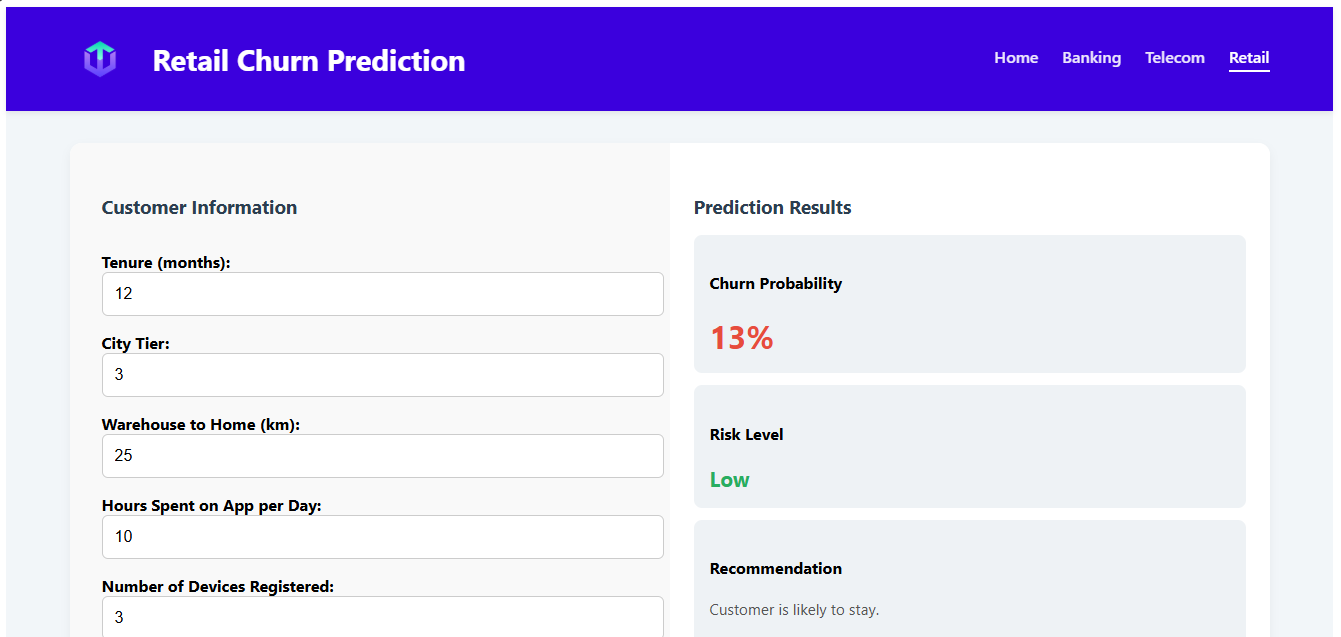 Retail Churn Prediction
Home Banking Telecom Retail
Customer Information
Tenure (months):
12
City Tier:
3
Warehouse to Home (km):
25
Hours Spent on App per Day:
10
Number of Devices Registered:
3
Prediction Results
Churn Probability
13%
Risk Level
Low
Recommendation
Customer is likely to stay.